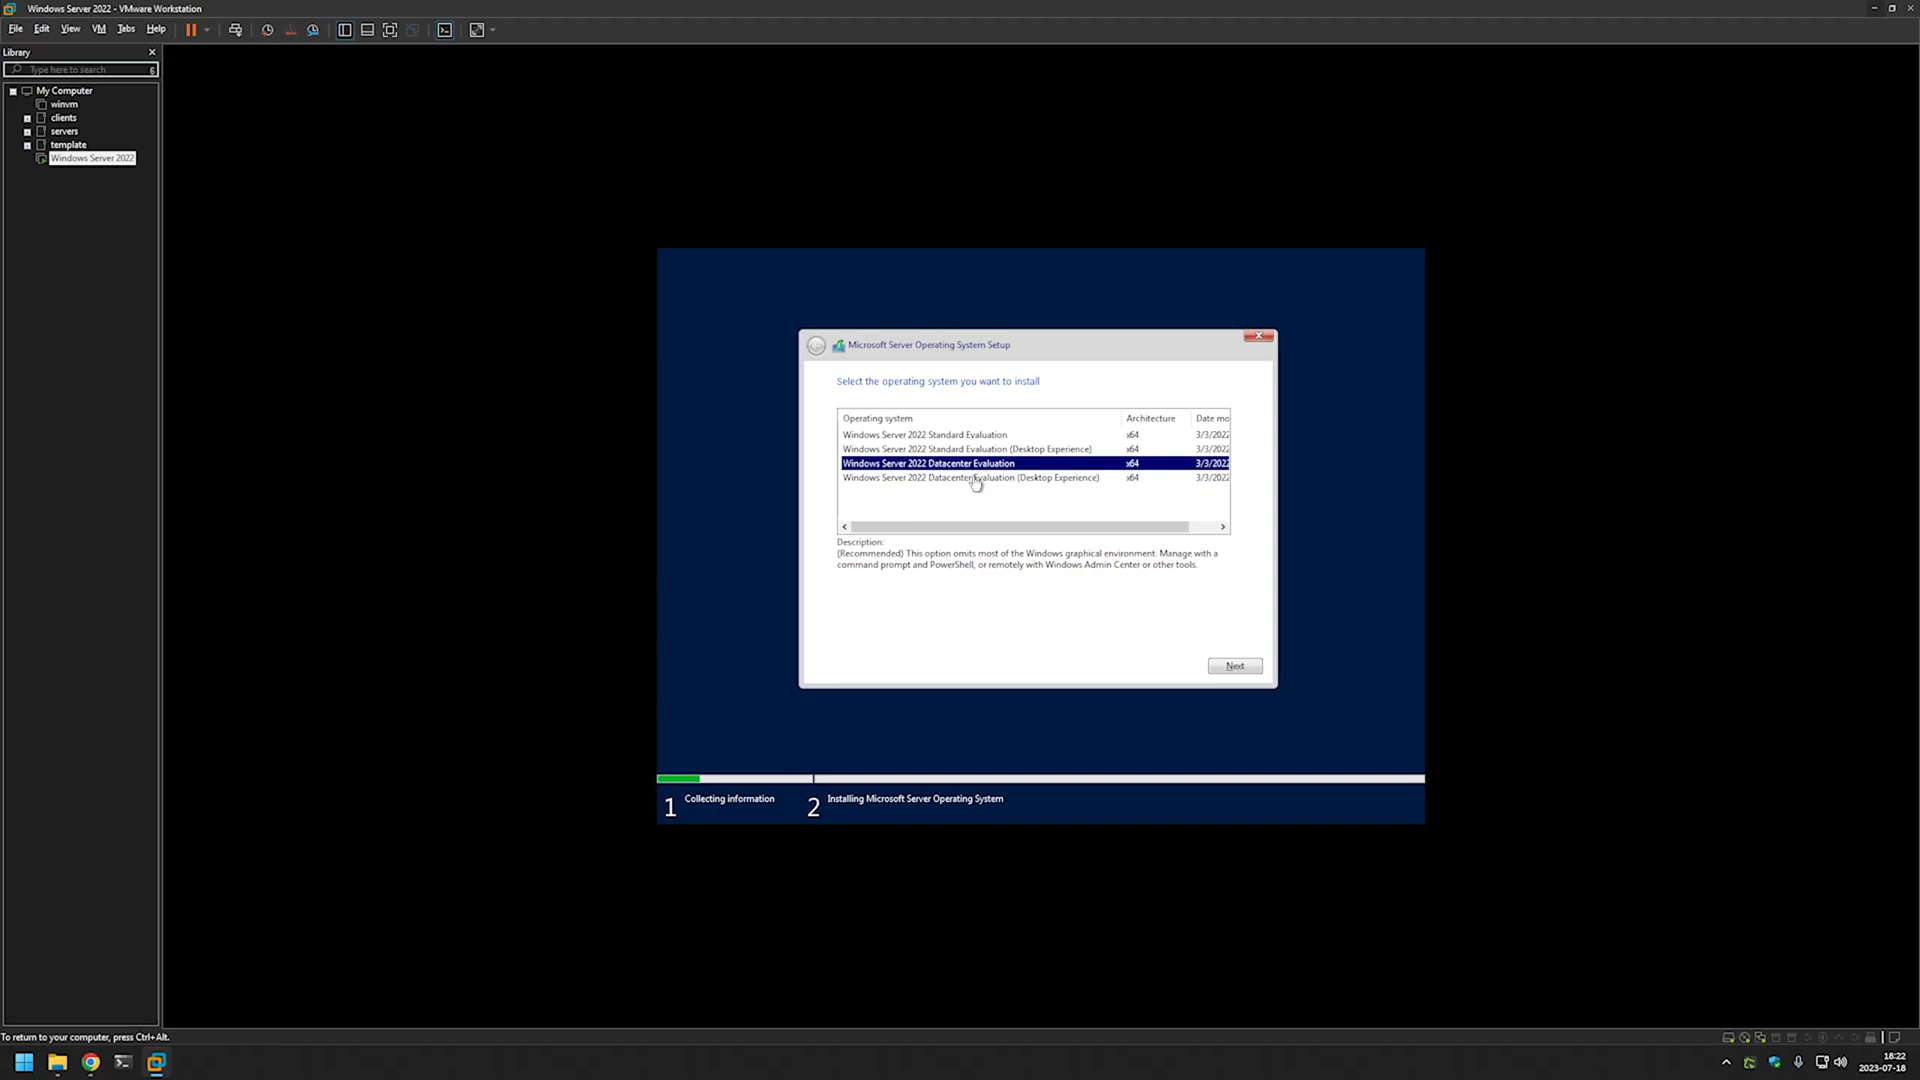 Windows Server 2022 - VMware Workstation
File Edit View VM Tabs Help
Library
Type here to search
My Computer
winvm
clients
servers
template
Windows Server 2022
Microsoft Server Operating System Setup
Select the operating system you want to install
Operating system Architecture Date mo
Windows Server 2022 Standard Evaluation x64 3/3/2022
Windows Server 2022 Standard Evaluation (Desktop Experience) x64 3/3/2022
Windows Server 2022 Datacenter Evaluation x64 3/3/2022
Windows Server 2022 Datacenter Evaluation (Desktop Experience) x64 3/3/2022
Description:
(Recommended) This option omits most of the Windows graphical environment. Manage with a
command prompt and PowerShell, or remotely with Windows Admin Center or other tools.
Next
1 Collecting information 2 Installing Microsoft Server Operating System
To return to your computer, press Ctrl+Alt.
18:22
2023-07-18